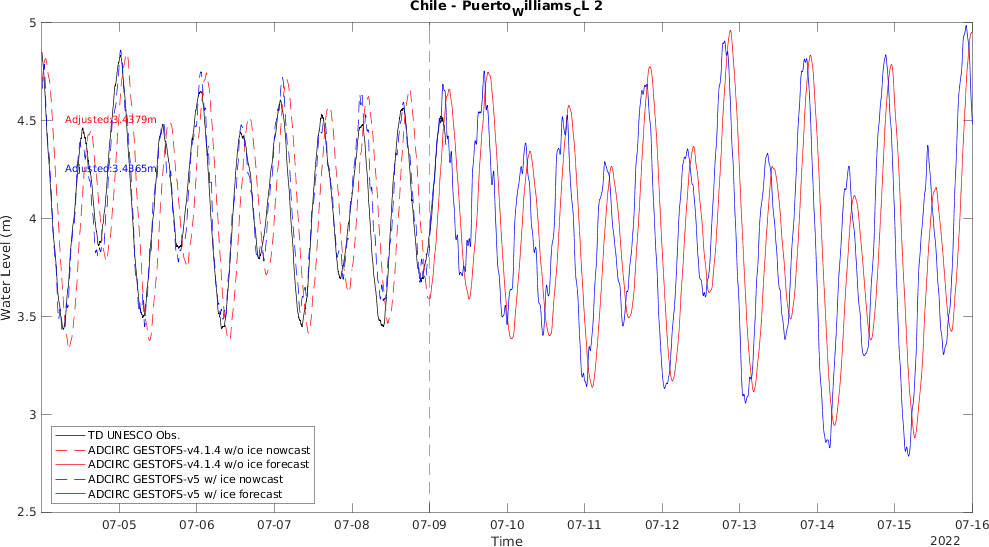 Chile - PuertoWilliamsCL 2
5
4.5
4
3.5
3
2.5
Water Level (m)
Adjusted:3.4379m
Adjusted:3.4365m
TD UNESCO Obs.
ADCIRC GESTOFS-v4.1.4 w/o ice nowcast
ADCIRC GESTOFS-v4.1.4 w/o ice forecast
ADCIRC GESTOFS-v5 w/ ice nowcast
ADCIRC GESTOFS-v5 w/ ice forecast
07-05 07-06 07-07 07-08 07-09 07-10 07-11 07-12 07-13 07-14 07-15 07-16
Time
2022